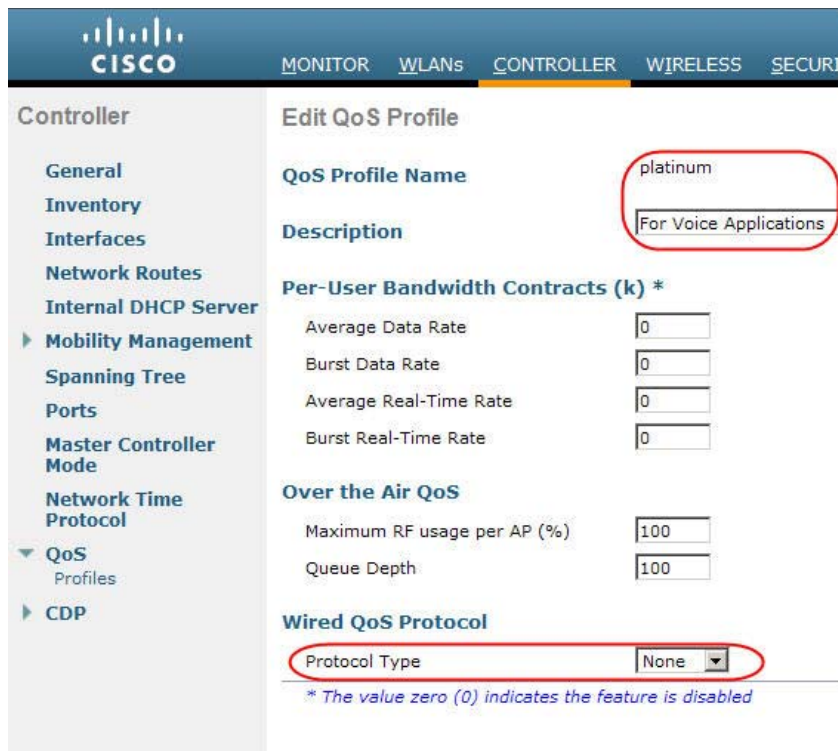 CISCO
MONITOR WLANs CONTROLLER WIRELESS SECURI
Controller
General
Inventory
Interfaces
Network Routes
Internal DHCP Server
Mobility Management
Spanning Tree
Ports
Master Controller
Mode
Network Time
Protocol
QoS
Profiles
CDP
Edit QoS Profile
QoS Profile Name platinum
Description For Voice Applications
Per-User Bandwidth Contracts (k) *
Average Data Rate 0
Burst Data Rate 0
Average Real-Time Rate 0
Burst Real-Time Rate 0
Over the Air QoS
Maximum RF usage per AP (%) 100
Queue Depth 100
Wired QoS Protocol
Protocol Type None
* The value zero (0) indicates the feature is disabled